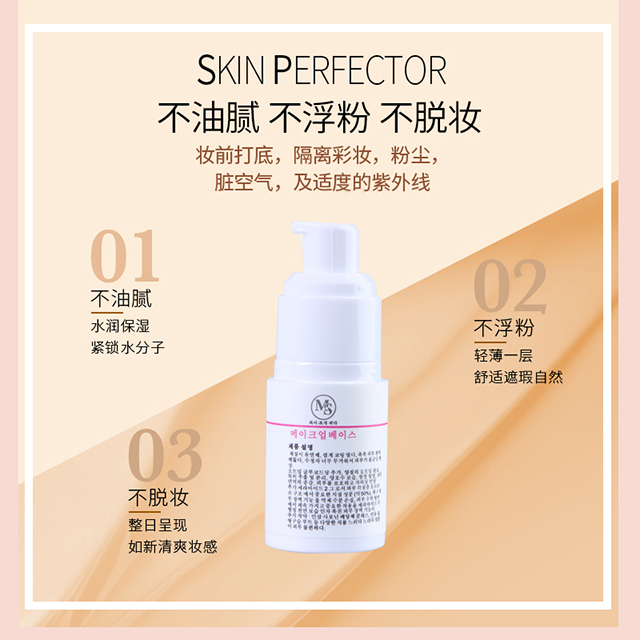 SKIN PERFECTOR
不油腻 不浮粉 不脱妆
妆前打底，隔离彩妆，粉尘，
脏空气，及适度的紫外线
01
不油腻
水润保湿
紧锁水分子
02
不浮粉
轻薄一层
舒适遮瑕自然
03
不脱妆
整日呈现
如新清爽妆感
MS
메이크업베이스
제품 설명